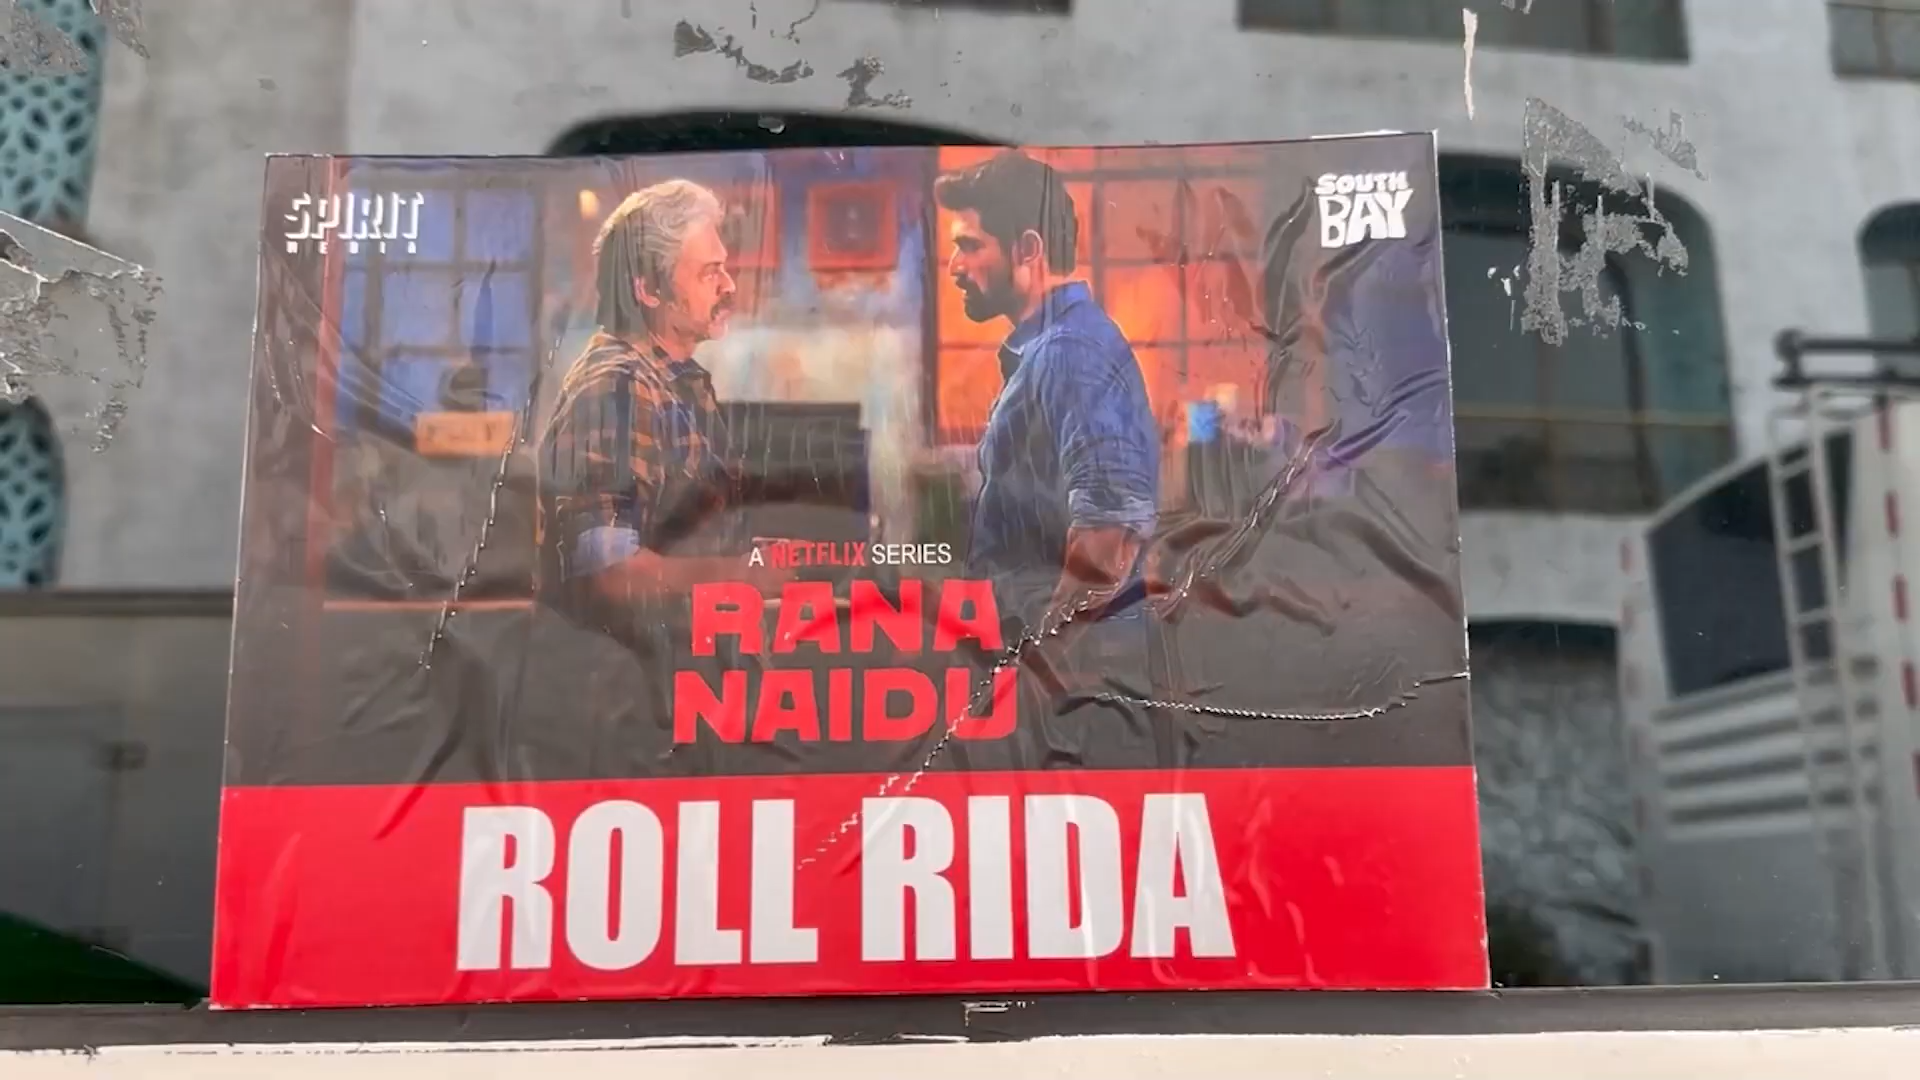 SPIRIT
MEDIA
SOUTH
BAY
A NETFLIX SERIES
RANA
NAIDU
ROLL RIDA